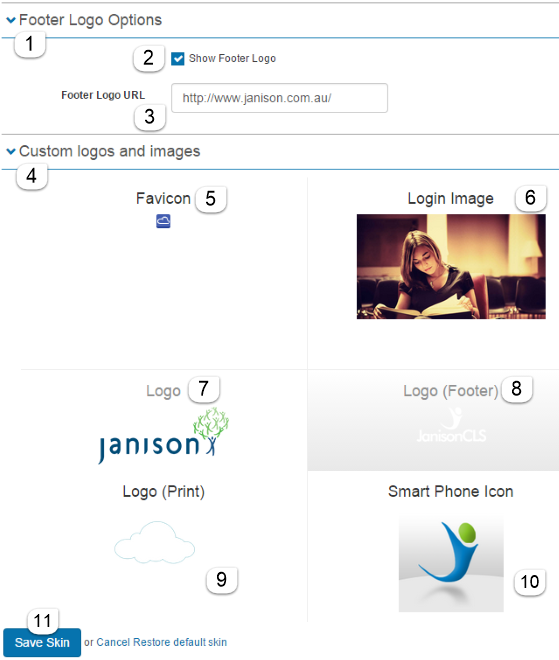 Footer Logo Options
1
2 Show Footer Logo
Footer Logo URL http://www.janison.com.au/
3
Custom logos and images
4
Favicon 5
Login Image 6
Logo 7
Logo (Footer) 8
janison
JanisonCLS
Logo (Print)
Smart Phone Icon
9
10
11
Save Skin or Cancel Restore default skin